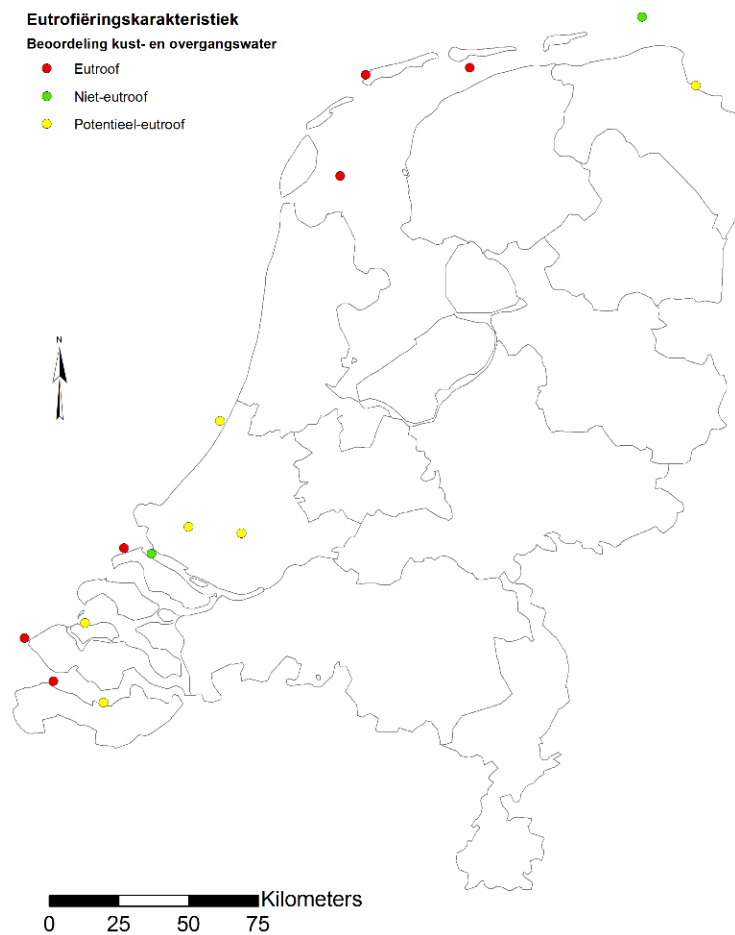 Eutrofiëringskarakteristiek
Beoordeling kust- en overgangswater
Eutroof
Niet-eutroof
Potentieel-eutroof
N
Kilometers
0 25 50 75